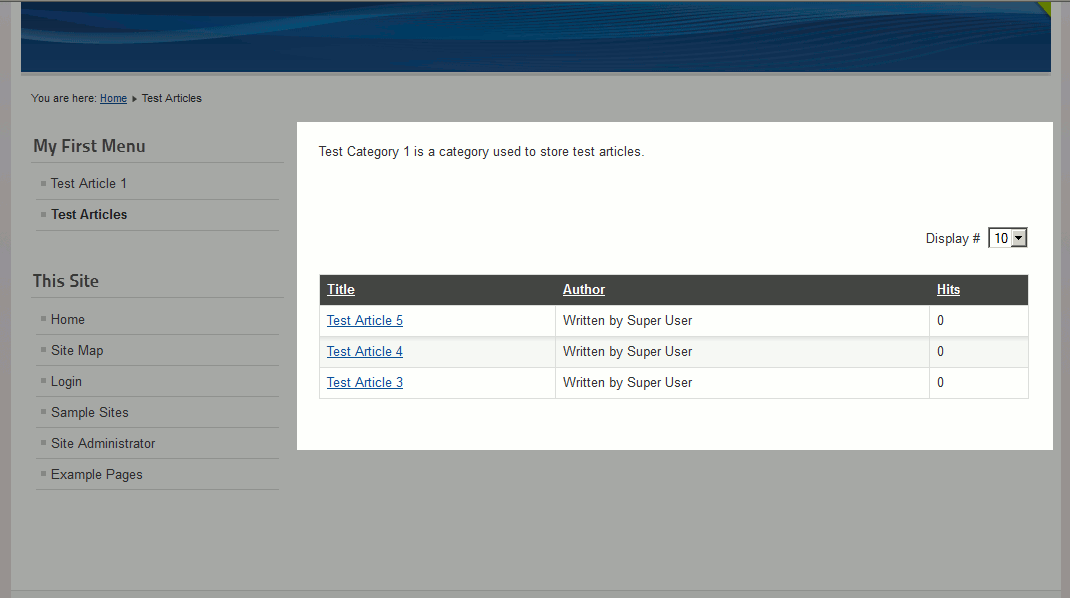 You are here: Home Test Articles
My First Menu
Test Article 1
Test Articles
This Site
Home
Site Map
Login
Sample Sites
Site Administrator
Example Pages
Test Category 1 is a category used to store test articles.
Display # 10
Title Author Hits
Test Article 5 Written by Super User 0
Test Article 4 Written by Super User 0
Test Article 3 Written by Super User 0